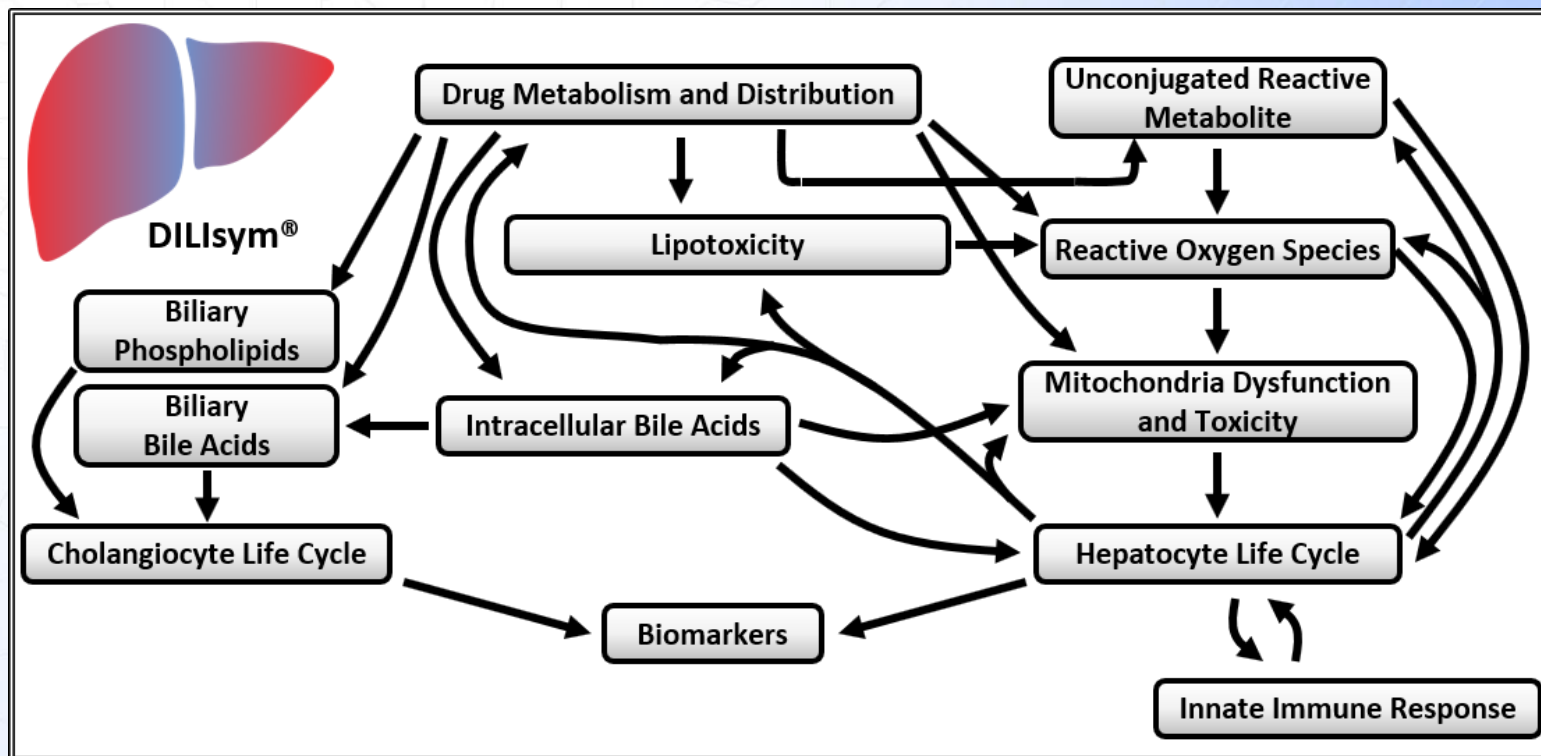 Drug Metabolism and Distribution
Unconjugated Reactive
Metabolite
DILIsym®
Lipotoxicity
Reactive Oxygen Species
Biliary
Phospholipids
Mitochondria Dysfunction
and Toxicity
Biliary
Bile Acids
Intracellular Bile Acids
Cholangiocyte Life Cycle
Hepatocyte Life Cycle
Biomarkers
Innate Immune Response